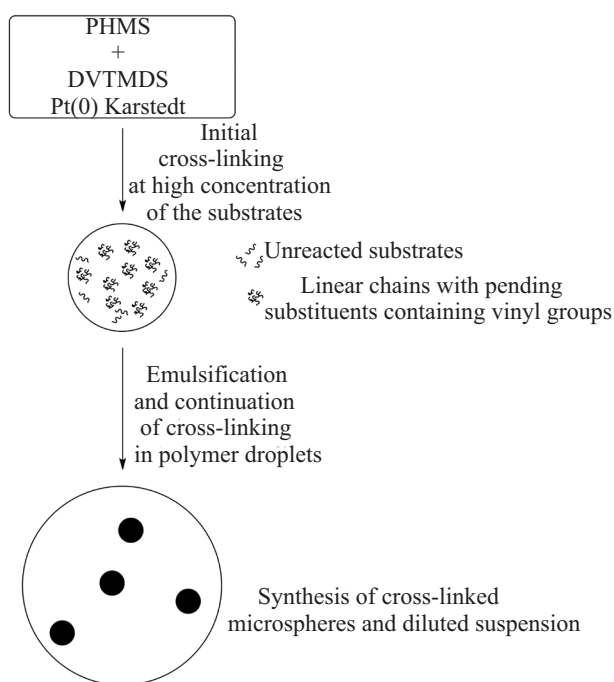 PHMS
+
DVTMDS
Pt(0) Karstedt
Initial
cross-linking
at high concentration
of the substrates
Unreacted substrates
Linear chains with pending
substituents containing vinyl groups
Emulsification
and continuation
of cross-linking
in polymer droplets
Synthesis of cross-linked
microspheres and diluted suspension